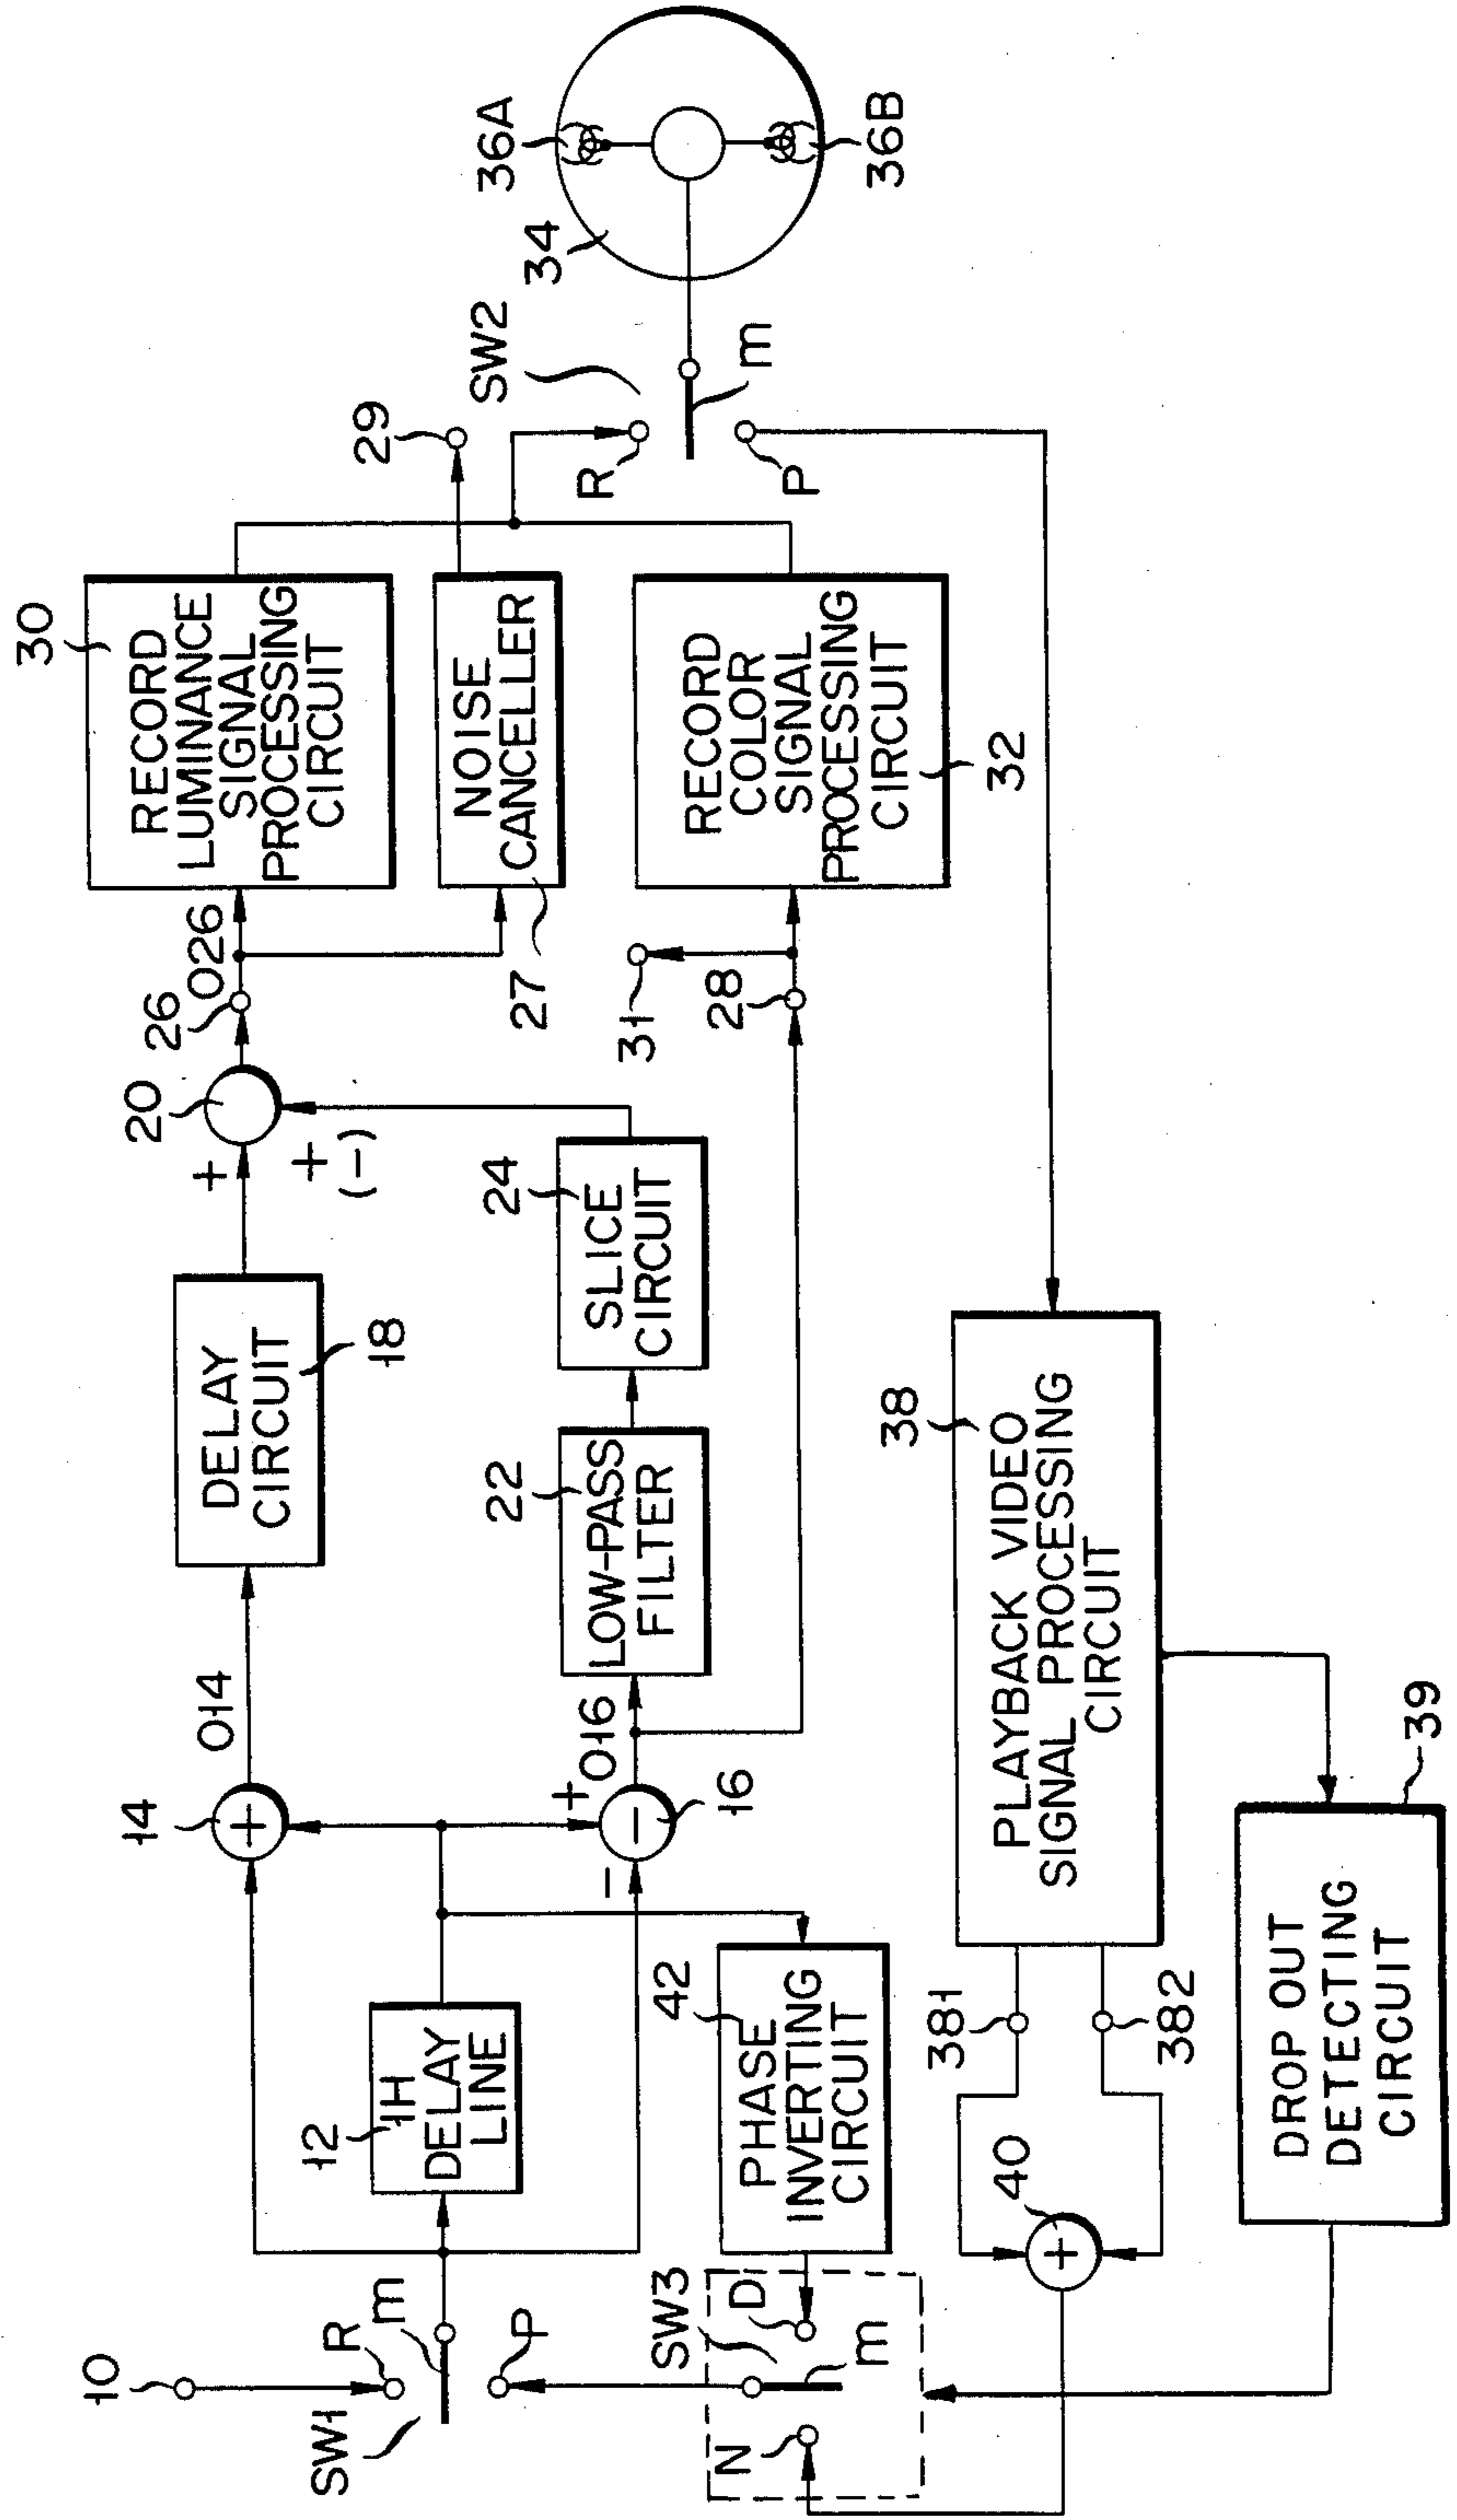 10
SW1
R
m
P
12
1H
DELAY
LINE
14
O14
+
-
+
-
O16
16
DELAY
CIRCUIT
18
22
LOW-PASS
FILTER
24
SLICE
CIRCUIT
20
+
+
(-)
26
O26
30
RECORD
LUMINANCE
SIGNAL
PROCESSING
CIRCUIT
NOISE
CANCELLER
27
29
31
28
RECORD
COLOR
SIGNAL
PROCESSING
CIRCUIT
32
SW2
R
m
P
34
36A
36B
42
PHASE
INVERTING
CIRCUIT
SW3
D
m
N
40
+
381
382
38
PLAYBACK VIDEO
SIGNAL PROCESSING
CIRCUIT
39
DROP OUT
DETECTING
CIRCUIT